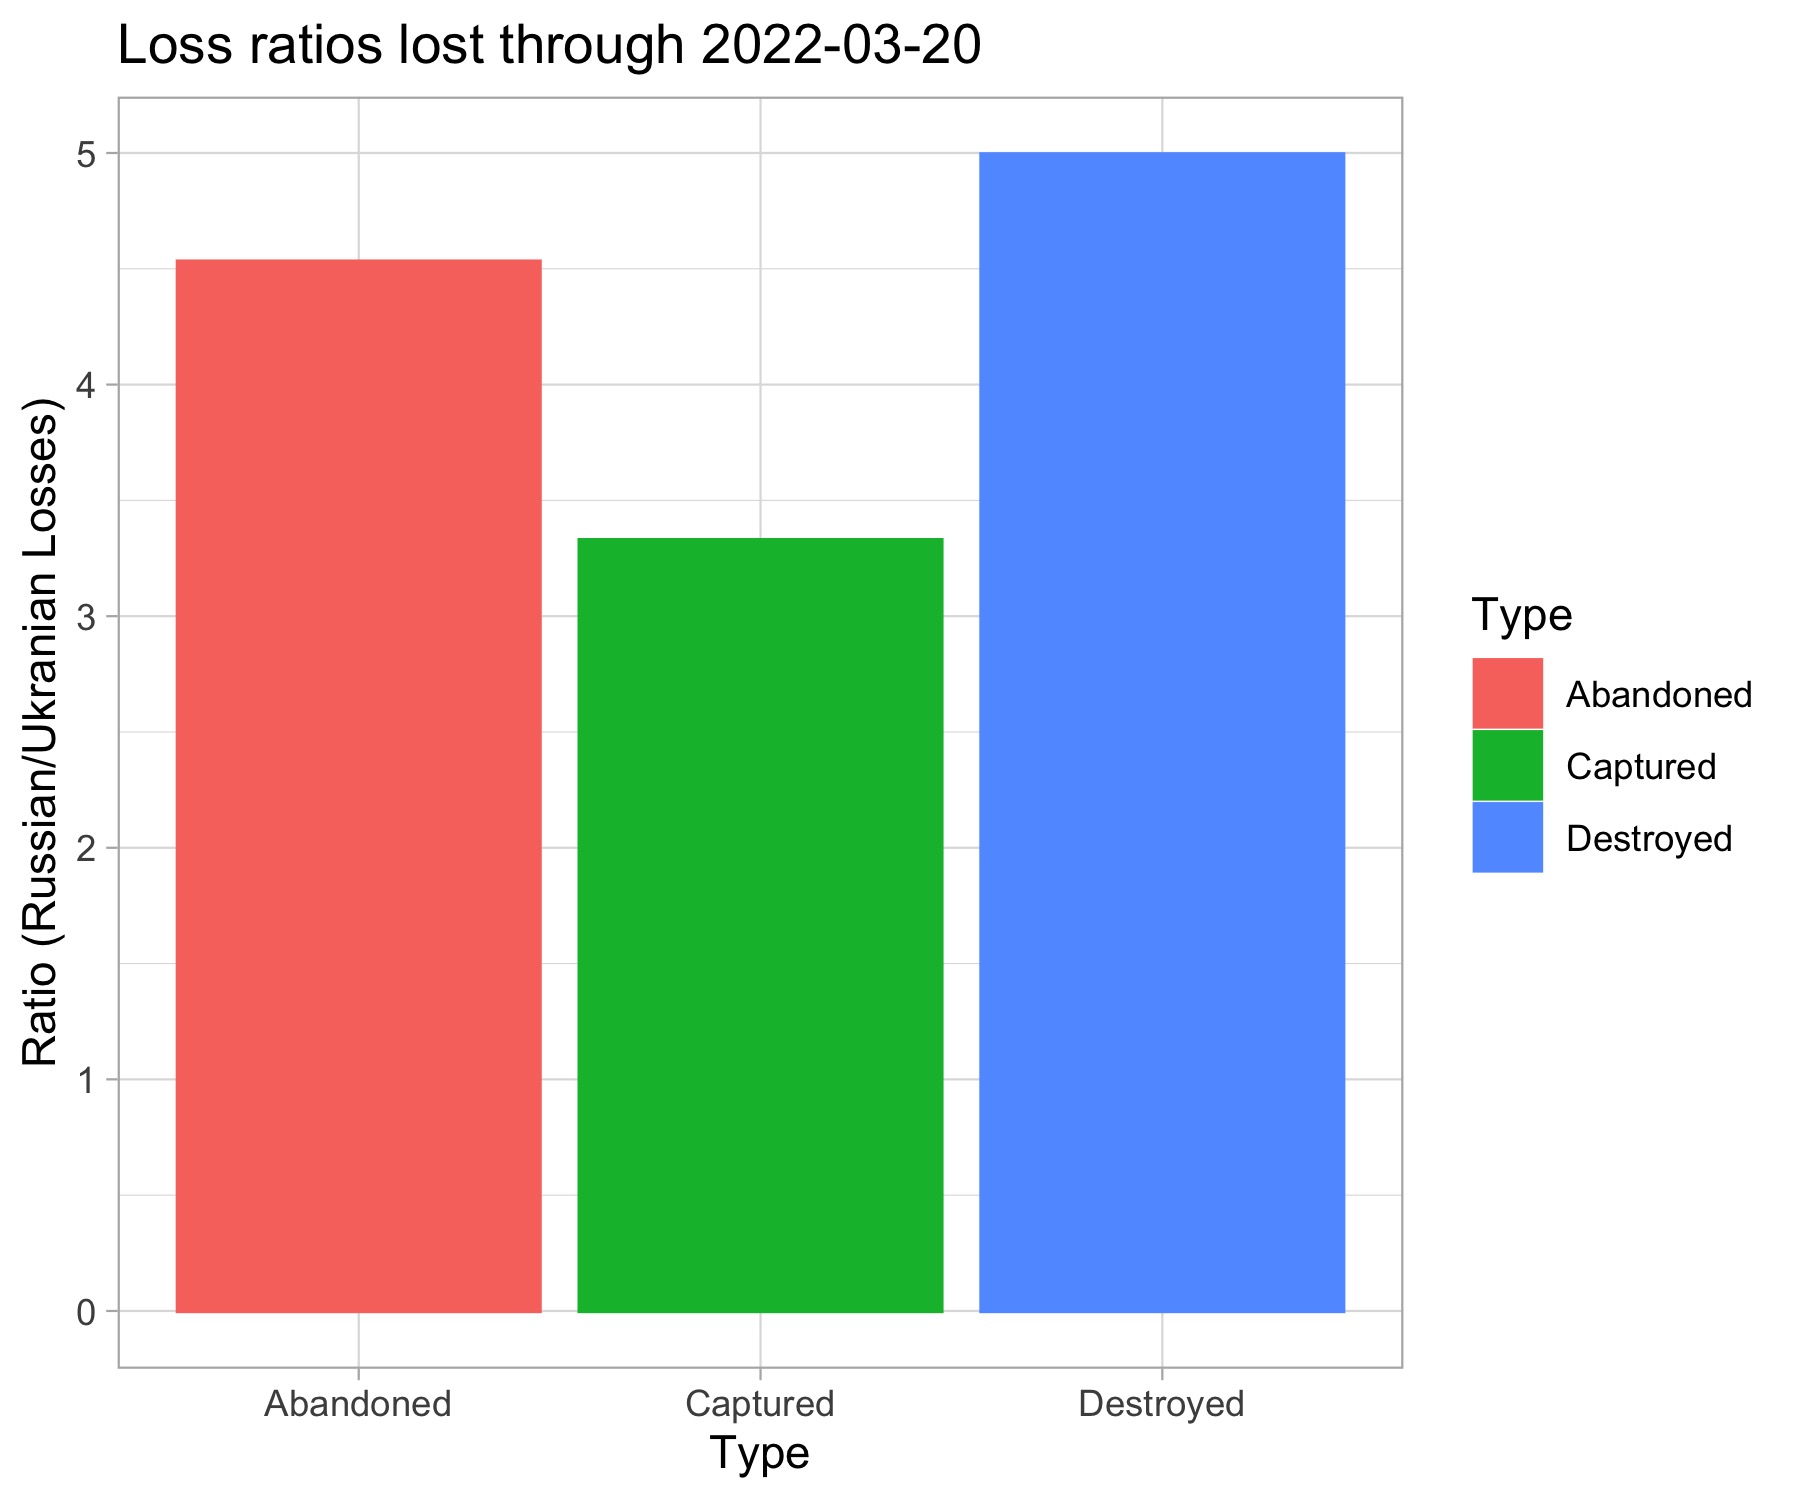 Loss ratios lost through 2022-03-20
Ratio (Russian/Ukranian Losses)
5
4
3
2
1
0
Abandoned
Captured
Destroyed
Type
Type
Abandoned
Captured
Destroyed